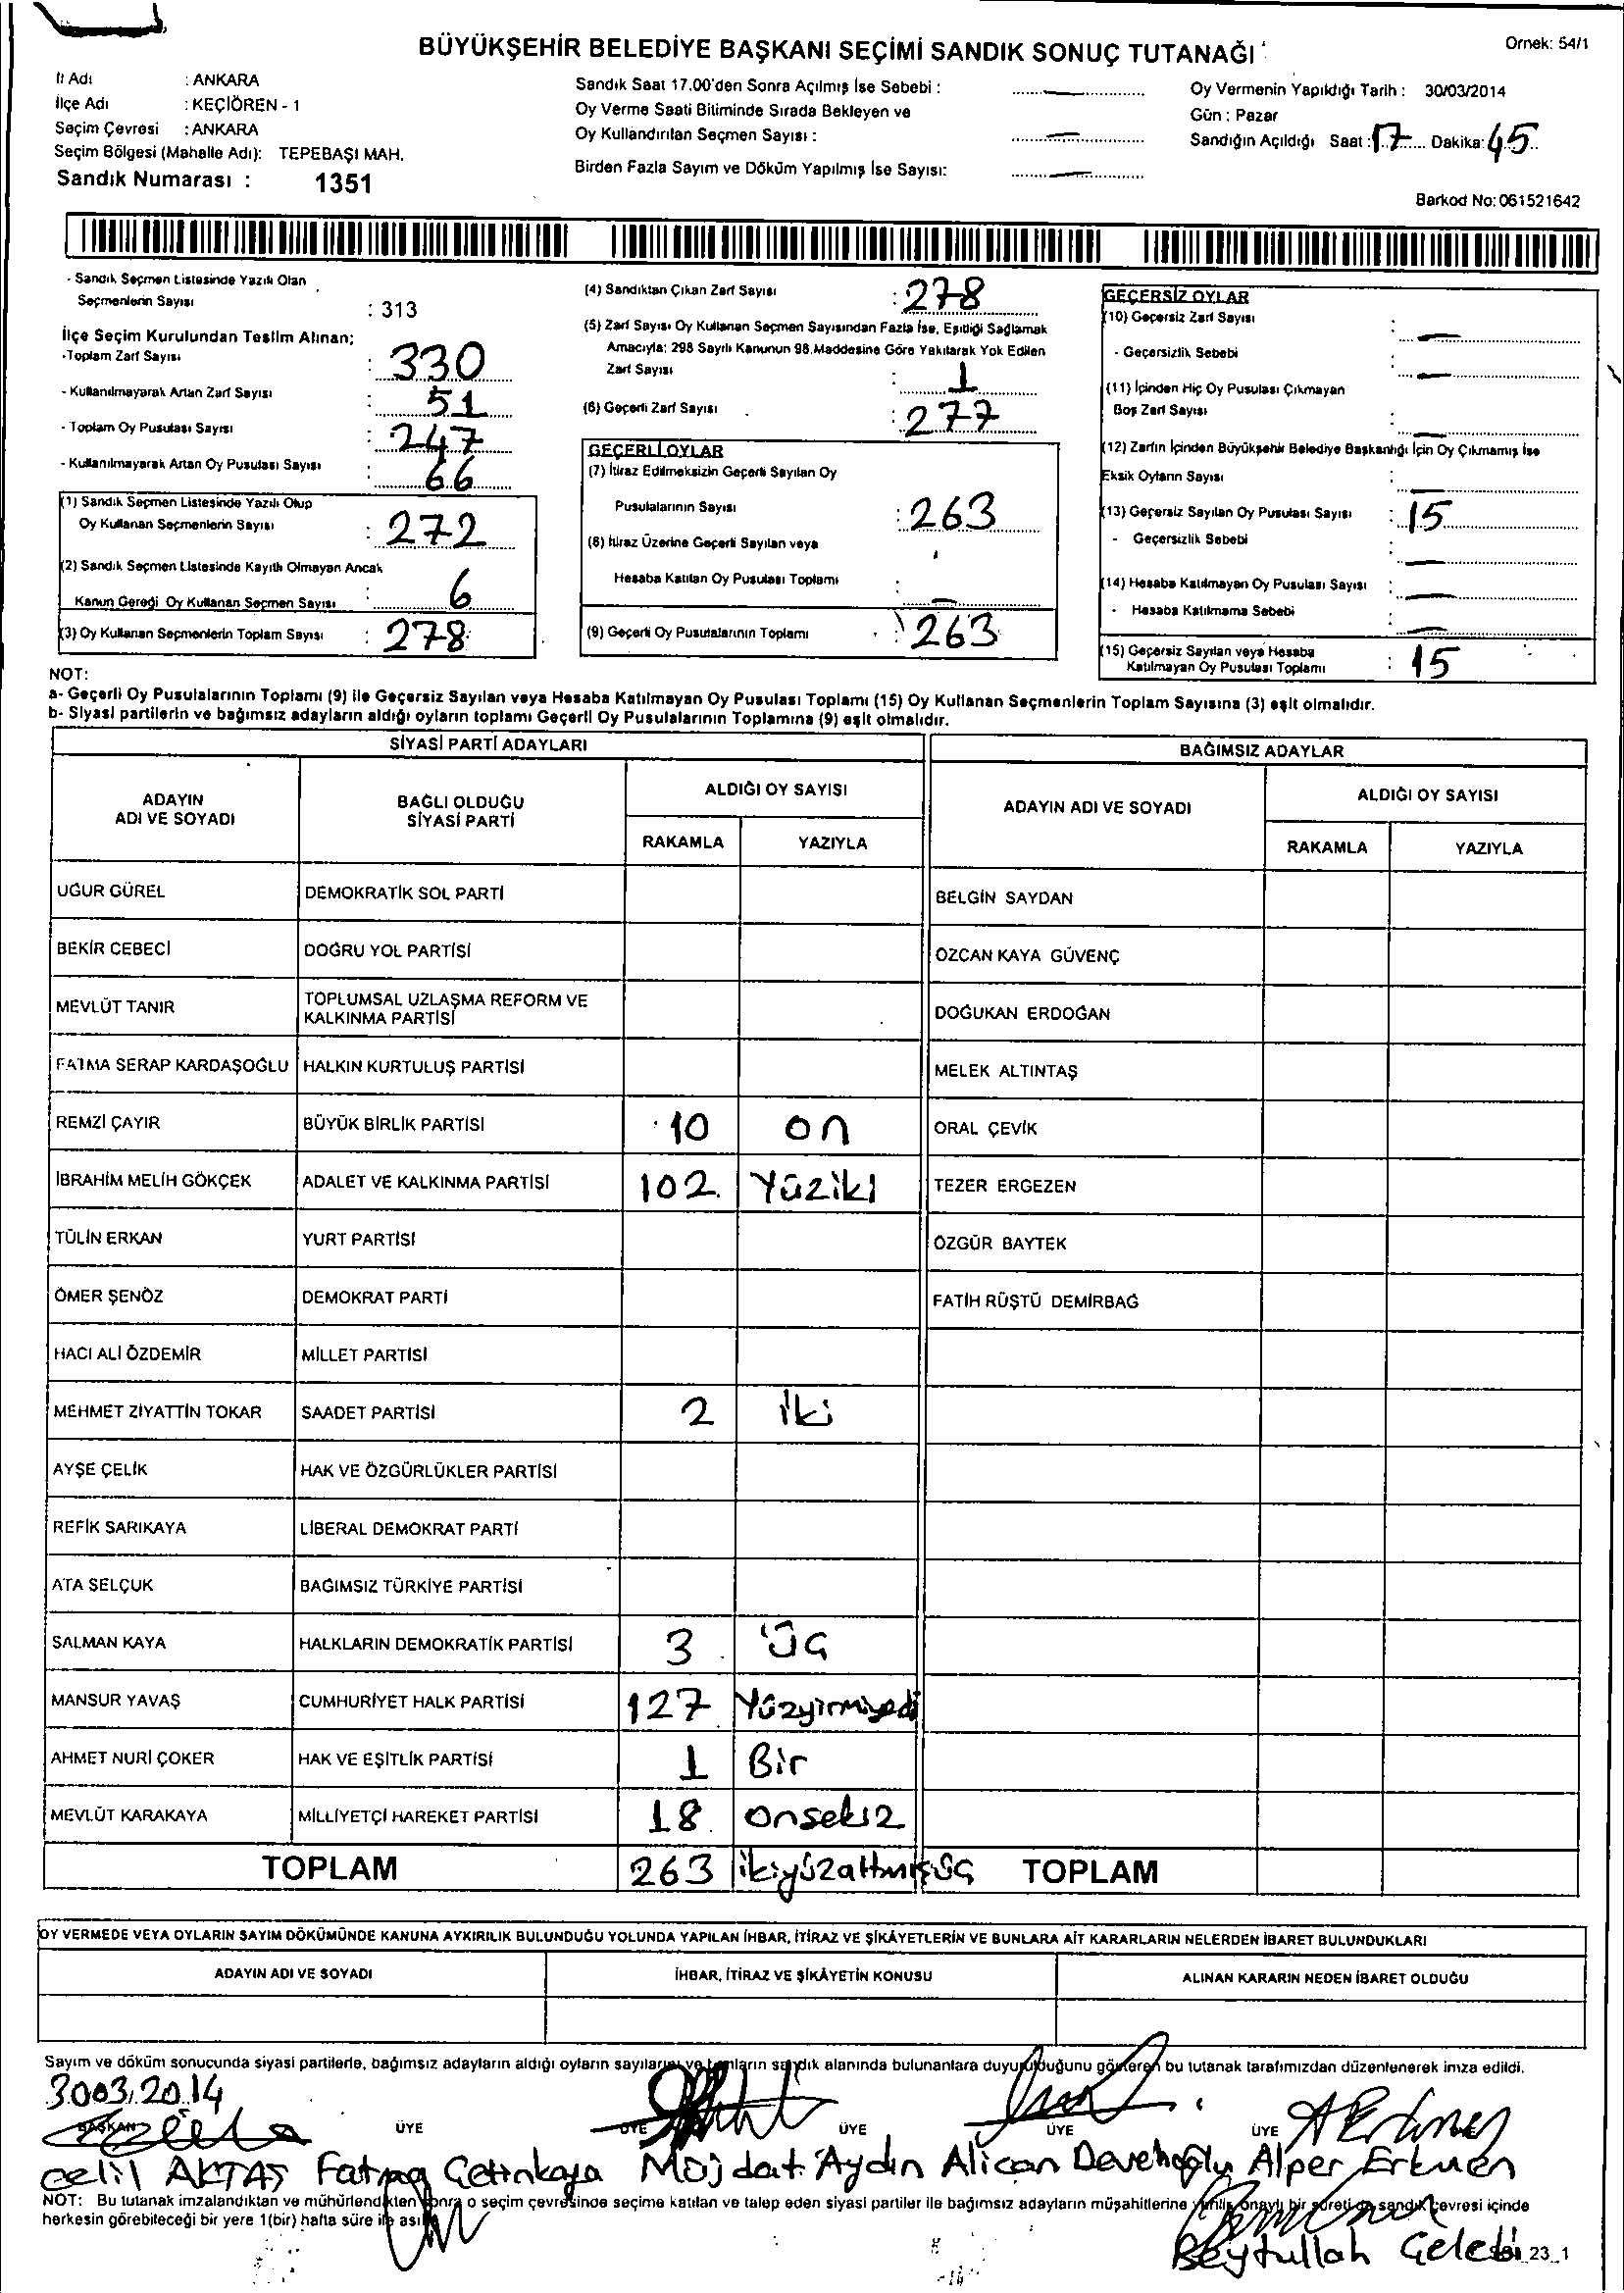 BÜYÜKŞEHİR BELEDİYE BAŞKANI SEÇİMİ SANDIK SONUÇ TUTANAĞI
Örnek: 54/1
İl Adı : ANKARA
İlçe Adı : KEÇİÖREN - 1
Seçim Çevresi : ANKARA
Seçim Bölgesi (Mahalle Adı): TEPEBAŞI MAH.
Sandık Numarası : 1351
Sandık Saat 17.00'den Sonra Açılmış İse Sebebi :
Oy Verme Saati Bitiminde Sırada Bekleyen ve
Oy Kullandırılan Seçmen Sayısı :
Birden Fazla Sayım ve Döküm Yapılmış İse Sayısı:
Oy Vermenin Yapıldığı Tarih : 30/03/2014
Gün : Pazar
Sandığın Açıldığı Saat : 17 Dakika: 45
Barkod No: 061521642
- Sandık Seçmen Listesinde Yazılı Olan
Seçmenlerin Sayısı : 313
İlçe Seçim Kurulundan Teslim Alınan;
-Toplam Zarf Sayısı : 330
- Kullanılmayarak Artan Zarf Sayısı : 51
- Toplam Oy Pusulası Sayısı : 247
- Kullanılmayarak Artan Oy Pusulası Sayısı : 66
(1) Sandık Seçmen Listesinde Yazılı Olup
Oy Kullanan Seçmenlerin Sayısı : 272
(2) Sandık Seçmen Listesinde Kayıtlı Olmayan Ancak
Kanun Gereği Oy Kullanan Seçmen Sayısı : 6
(3) Oy Kullanan Seçmenlerin Toplam Sayısı : 278
(4) Sandıktan Çıkan Zarf Sayısı : 278
(5) Zarf Sayısı Oy Kullanan Seçmen Sayısından Fazla İse, Eşitliği Sağlamak
Amacıyla; 298 Sayılı Kanunun 98.Maddesine Göre Yakılarak Yok Edilen
Zarf Sayısı : 1
(6) Geçerli Zarf Sayısı : 277
GEÇERLİ OYLAR
(7) İtiraz Edilmeksizin Geçerli Sayılan Oy
Pusulalarının Sayısı : 263
(8) İtiraz Üzerine Geçerli Sayılan veya
Hesaba Katılan Oy Pusulası Toplamı : -
(9) Geçerli Oy Pusulalarının Toplamı : 263
GEÇERSİZ OYLAR
(10) Geçersiz Zarf Sayısı : -
- Geçersizlik Sebebi : -
(11) İçinden Hiç Oy Pusulası Çıkmayan
Boş Zarf Sayısı : -
(12) Zarfın İçinden Büyükşehir Belediye Başkanlığı İçin Oy Çıkmamış İse
Eksik Oyların Sayısı : -
(13) Geçersiz Sayılan Oy Pusulası Sayısı : 15
- Geçersizlik Sebebi : -
(14) Hesaba Katılmayan Oy Pusulası Sayısı : -
- Hesaba Katılmama Sebebi : -
(15) Geçersiz Sayılan veya Hesaba
Katılmayan Oy Pusulası Toplamı : 15
NOT:
a- Geçerli Oy Pusulalarının Toplamı (9) ile Geçersiz Sayılan veya Hesaba Katılmayan Oy Pusulası Toplamı (15) Oy Kullanan Seçmenlerin Toplam Sayısına (3) eşit olmalıdır.
b- Siyasi partilerin ve bağımsız adayların aldığı oyların toplamı Geçerli Oy Pusulalarının Toplamına (9) eşit olmalıdır.
SİYASİ PARTİ ADAYLARI
BAĞIMSIZ ADAYLAR
ADAYIN ADI VE SOYADI
BAĞLI OLDUĞU SİYASİ PARTİ
ALDIĞI OY SAYISI
RAKAMLA YAZIYLA
ADAYIN ADI VE SOYADI
ALDIĞI OY SAYISI
RAKAMLA YAZIYLA
UĞUR GÜREL DEMOKRATİK SOL PARTİ BELGİN SAYDAN
BEKİR CEBECİ DOĞRU YOL PARTİSİ ÖZCAN KAYA GÜVENÇ
MEVLÜT TANIR TOPLUMSAL UZLAŞMA REFORM VE KALKINMA PARTİSİ DOĞUKAN ERDOĞAN
FATMA SERAP KARDAŞOĞLU HALKIN KURTULUŞ PARTİSİ MELEK ALTINTAŞ
REMZİ ÇAYIR BÜYÜK BİRLİK PARTİSİ 10 on ORAL ÇEVİK
İBRAHİM MELİH GÖKÇEK ADALET VE KALKINMA PARTİSİ 102 Yüziki TEZER ERGEZEN
TÜLİN ERKAN YURT PARTİSİ ÖZGÜR BAYTEK
ÖMER ŞENÖZ DEMOKRAT PARTİ FATİH RÜŞTÜ DEMİRBAĞ
HACI ALİ ÖZDEMİR MİLLET PARTİSİ
MEHMET ZİYATTİN TOKAR SAADET PARTİSİ 2 iki
AYŞE ÇELİK HAK VE ÖZGÜRLÜKLER PARTİSİ
REFİK SARIKAYA LİBERAL DEMOKRAT PARTİ
ATA SELÇUK BAĞIMSIZ TÜRKİYE PARTİSİ
SALMAN KAYA HALKLARIN DEMOKRATİK PARTİSİ 3 Üç
MANSUR YAVAŞ CUMHURİYET HALK PARTİSİ 127 Yüzyirmiyedi
AHMET NURİ ÇOKER HAK VE EŞİTLİK PARTİSİ 1 Bir
MEVLÜT KARAKAYA MİLLİYETÇİ HAREKET PARTİSİ 18 onsekiz
TOPLAM 263 ikiyüzaltmışüç TOPLAM
OY VERMEDE VEYA OYLARIN SAYIM DÖKÜMÜNDE KANUNA AYKIRILIK BULUNDUĞU YOLUNDA YAPILAN İHBAR, İTİRAZ VE ŞİKÂYETLERİN VE BUNLARA AİT KARARLARIN NELERDEN İBARET BULUNDUKLARI
ADAYIN ADI VE SOYADI İHBAR, İTİRAZ VE ŞİKÂYETİN KONUSU ALINAN KARARIN NEDEN İBARET OLDUĞU
Sayım ve döküm sonucunda siyasi partilerle, bağımsız adayların aldığı oyların sayılarını ve bunların sandık alanında bulunanlara duyurulduğunu gösteren bu tutanak tarafımızdan düzenlenerek imza edildi.
3003.2014
BAŞKAN ÜYE ÜYE ÜYE ÜYE ÜYE
Celil AKTAŞ Fatma Çetinkaya Müjdat Aydın Alican Devehoğlu Alper Erkmen
NOT: Bu tutanak imzalandıktan ve mühürlendikten sonra o seçim çevresinde seçime katılan ve talep eden siyasi partiler ile bağımsız adayların müşahitlerine verilir, onaylı bir sureti de sandık çevresi içinde
herkesin görebileceği bir yere 1(bir) hafta süre ile asılır.
Beytullah Çelebi 23_1